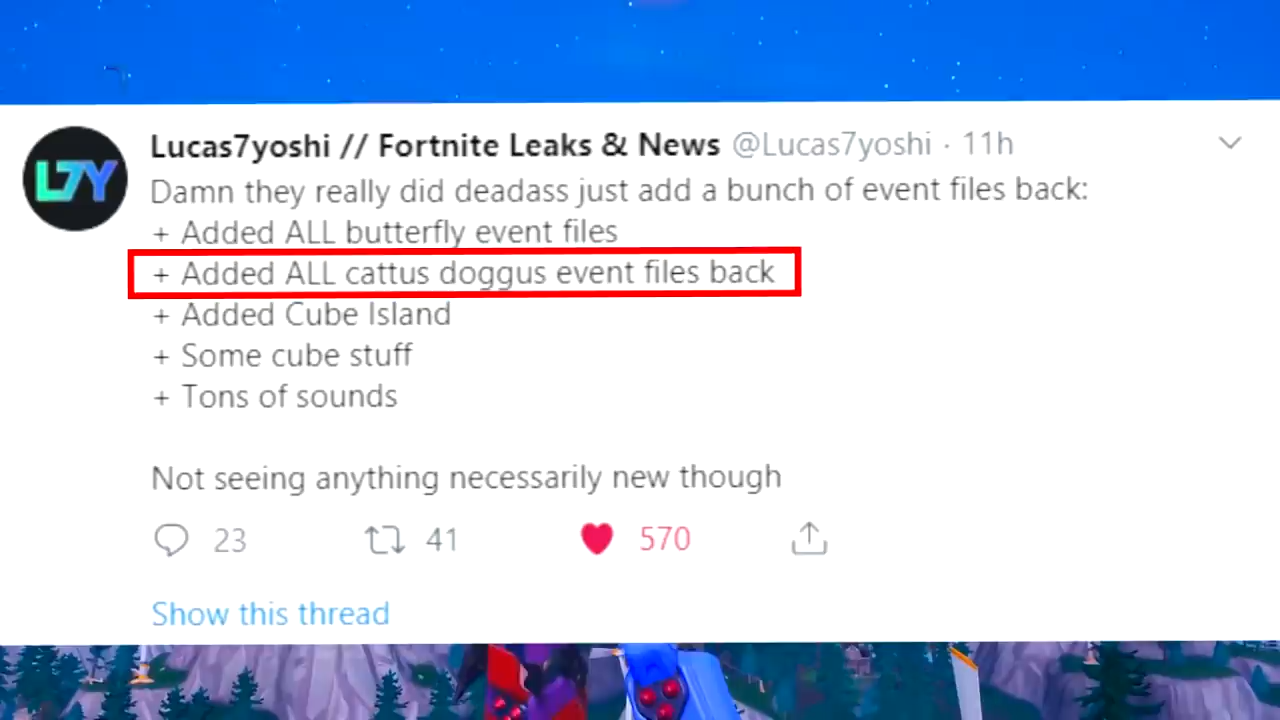 L7Y
Lucas7yoshi // Fortnite Leaks & News @Lucas7yoshi · 11h
Damn they really did deadass just add a bunch of event files back:
+ Added ALL butterfly event files
+ Added ALL cattus doggus event files back
+ Added Cube Island
+ Some cube stuff
+ Tons of sounds
Not seeing anything necessarily new though
23 41 570
Show this thread